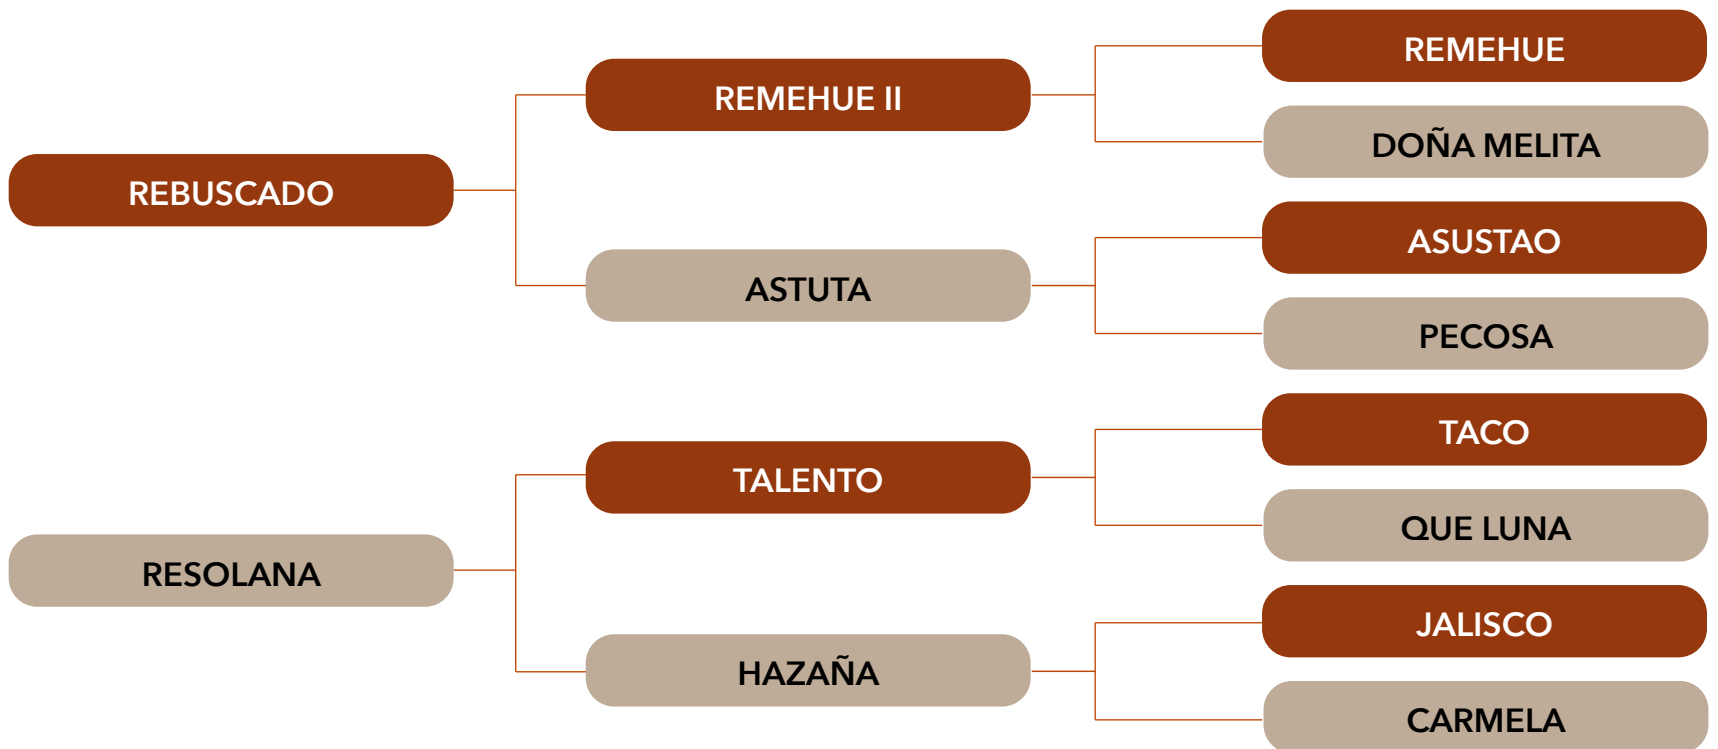 REMEHUE
REMEHUE II
DOÑA MELITA
REBUSCADO
ASUSTAO
ASTUTA
PECOSA
TACO
TALENTO
QUE LUNA
RESOLANA
JALISCO
HAZAÑA
CARMELA